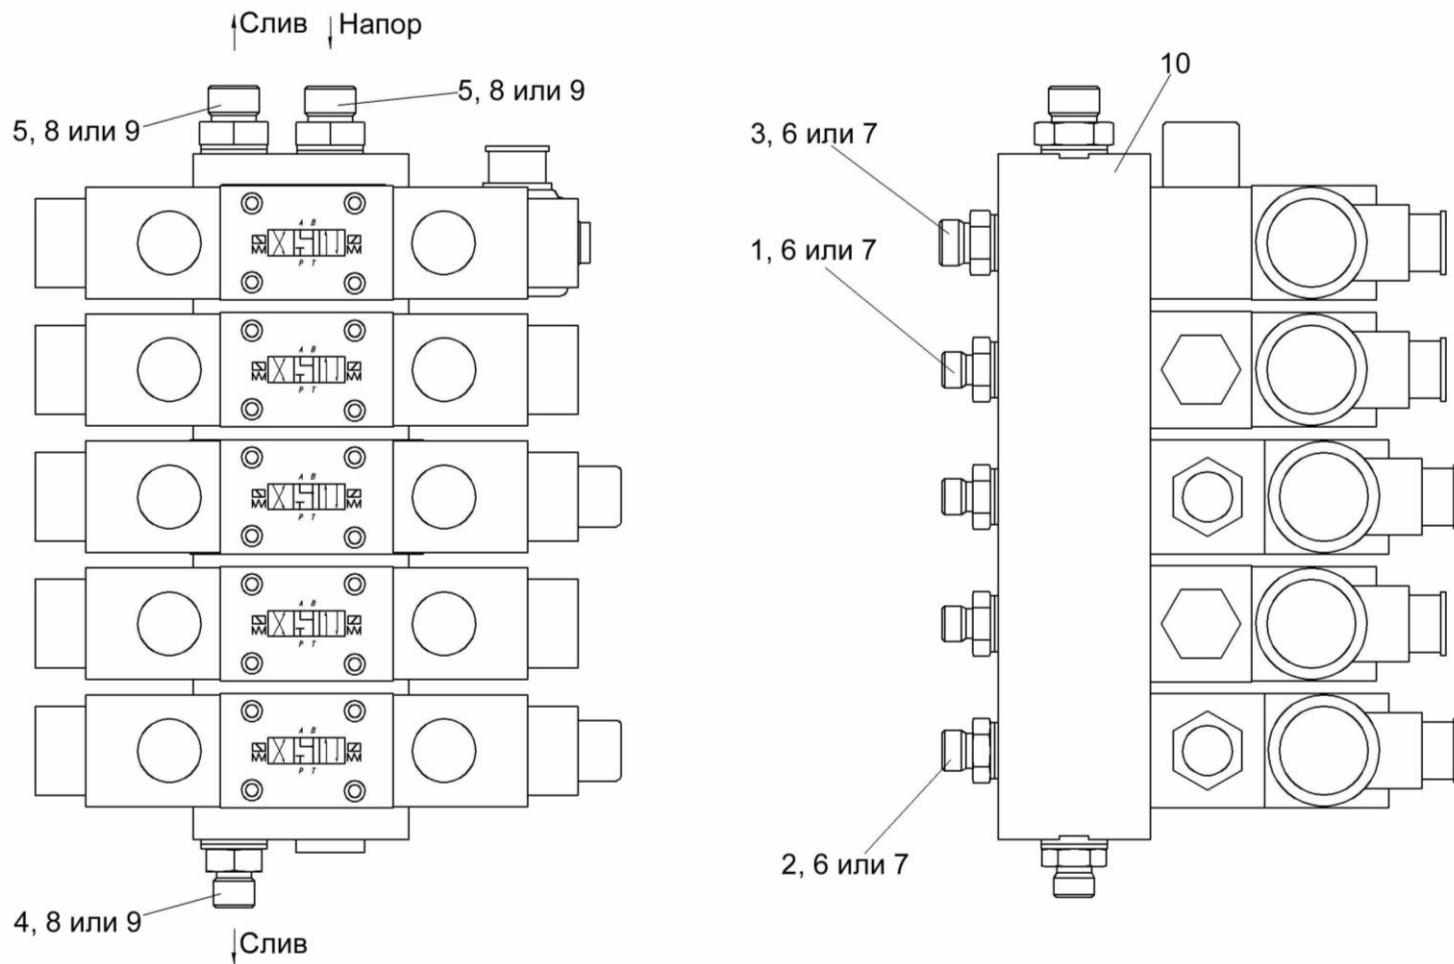 Слив
Напор
5, 8 или 9
5, 8 или 9
A B
P T
A B
P T
A B
P T
A B
P T
A B
P T
4, 8 или 9
Слив
10
3, 6 или 7
1, 6 или 7
2, 6 или 7